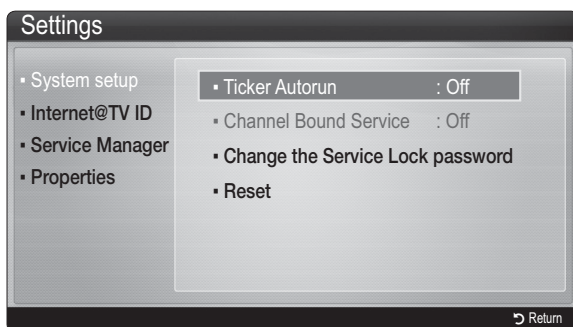 Settings
▪ System setup
▪ Internet@TV ID
▪ Service Manager
▪ Properties
▪ Ticker Autorun : Off
▪ Channel Bound Service : Off
▪ Change the Service Lock password
▪ Reset
Return